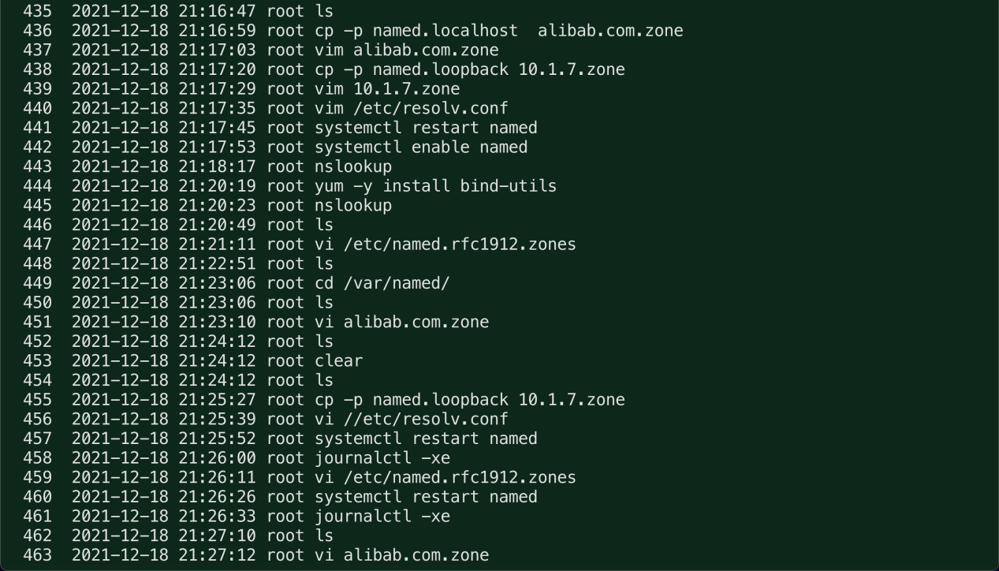 435 2021-12-18 21:16:47 root ls
436 2021-12-18 21:16:59 root cp -p named.localhost  alibab.com.zone
437 2021-12-18 21:17:03 root vim alibab.com.zone
438 2021-12-18 21:17:20 root cp -p named.loopback 10.1.7.zone
439 2021-12-18 21:17:29 root vim 10.1.7.zone
440 2021-12-18 21:17:35 root vim /etc/resolv.conf
441 2021-12-18 21:17:45 root systemctl restart named
442 2021-12-18 21:17:53 root systemctl enable named
443 2021-12-18 21:18:17 root nslookup
444 2021-12-18 21:20:19 root yum -y install bind-utils
445 2021-12-18 21:20:23 root nslookup
446 2021-12-18 21:20:49 root ls
447 2021-12-18 21:21:11 root vi /etc/named.rfc1912.zones
448 2021-12-18 21:22:51 root ls
449 2021-12-18 21:23:06 root cd /var/named/
450 2021-12-18 21:23:06 root ls
451 2021-12-18 21:23:10 root vi alibab.com.zone
452 2021-12-18 21:24:12 root ls
453 2021-12-18 21:24:12 root clear
454 2021-12-18 21:24:12 root ls
455 2021-12-18 21:25:27 root cp -p named.loopback 10.1.7.zone
456 2021-12-18 21:25:39 root vi //etc/resolv.conf
457 2021-12-18 21:25:52 root systemctl restart named
458 2021-12-18 21:26:00 root journalctl -xe
459 2021-12-18 21:26:11 root vi /etc/named.rfc1912.zones
460 2021-12-18 21:26:26 root systemctl restart named
461 2021-12-18 21:26:33 root journalctl -xe
462 2021-12-18 21:27:10 root ls
463 2021-12-18 21:27:12 root vi alibab.com.zone